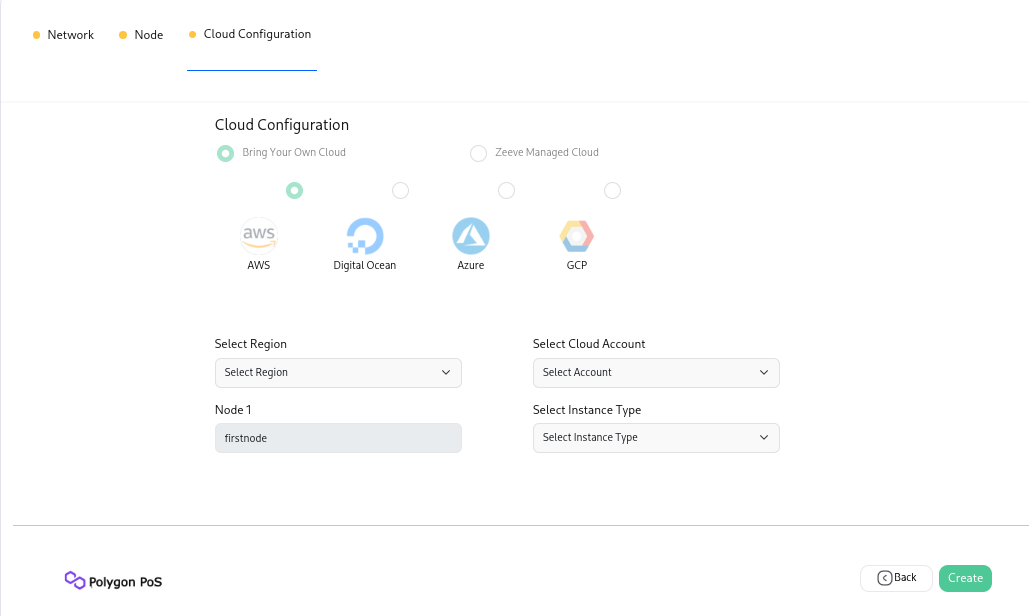 Network
Node
Cloud Configuration
Cloud Configuration
Bring Your Own Cloud
Zeeve Managed Cloud
aws
AWS
Digital Ocean
Azure
GCP
Select Region
Select Cloud Account
Select Region
Select Account
Node 1
Select Instance Type
firstnode
Select Instance Type
Polygon PoS
Back
Create